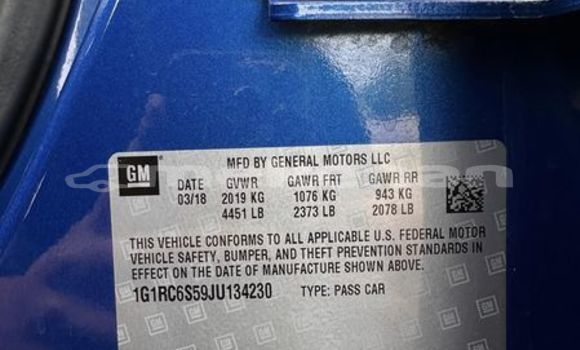 GM
MFD BY GENERAL MOTORS LLC
DATE GVWR GAWR FRT GAWR RR
03/18 2019 KG 1076 KG 943 KG
4451 LB 2373 LB 2078 LB
THIS VEHICLE CONFORMS TO ALL APPLICABLE U.S. FEDERAL MOTOR
VEHICLE SAFETY, BUMPER, AND THEFT PREVENTION STANDARDS IN
EFFECT ON THE DATE OF MANUFACTURE SHOWN ABOVE.
1G1RC6S59JU134230 TYPE: PASS CAR